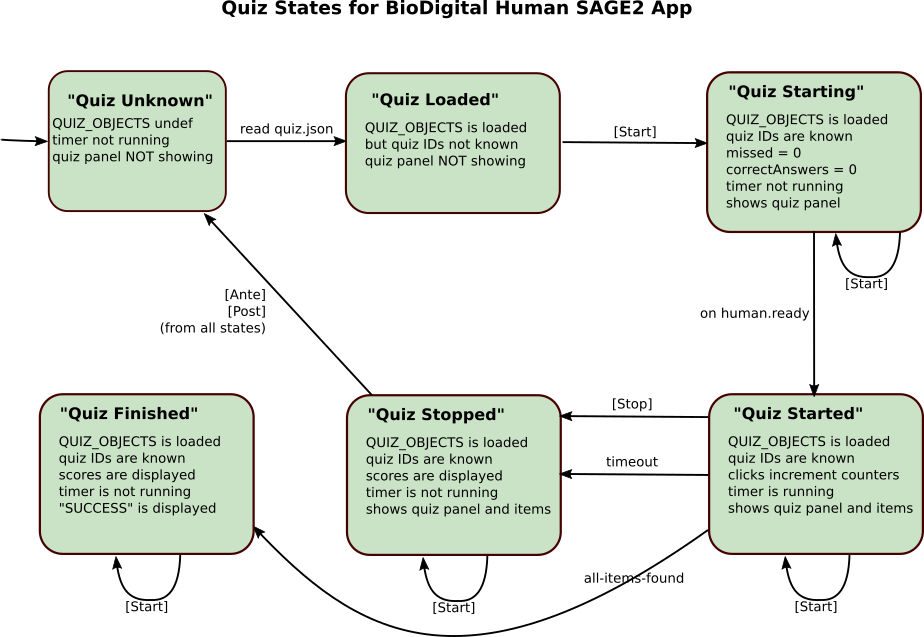 Quiz States for BioDigital Human SAGE2 App
"Quiz Unknown"
QUIZ_OBJECTS undef
timer not running
quiz panel NOT showing
read quiz.json
"Quiz Loaded"
QUIZ_OBJECTS is loaded
but quiz IDs not known
quiz panel NOT showing
[Start]
"Quiz Starting"
QUIZ_OBJECTS is loaded
quiz IDs are known
missed = 0
correctAnswers = 0
timer not running
shows quiz panel
[Start]
[Ante]
[Post]
(from all states)
on human.ready
"Quiz Finished"
QUIZ_OBJECTS is loaded
quiz IDs are known
scores are displayed
timer is not running
"SUCCESS" is displayed
[Start]
"Quiz Stopped"
QUIZ_OBJECTS is loaded
quiz IDs are known
scores are displayed
timer is not running
shows quiz panel and items
[Start]
[Stop]
timeout
all-items-found
"Quiz Started"
QUIZ_OBJECTS is loaded
quiz IDs are known
clicks increment counters
timer is running
shows quiz panel and items
[Start]